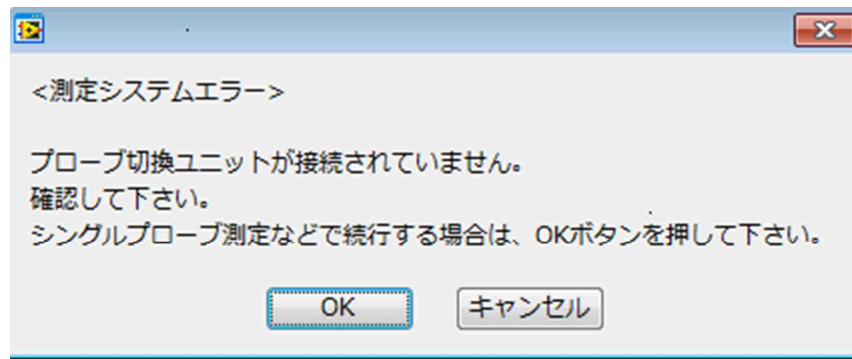 <測定システムエラー>
プローブ切換ユニットが接続されていません。
確認して下さい。
シングルプローブ測定などで続行する場合は、OKボタンを押して下さい。
OK
キャンセル